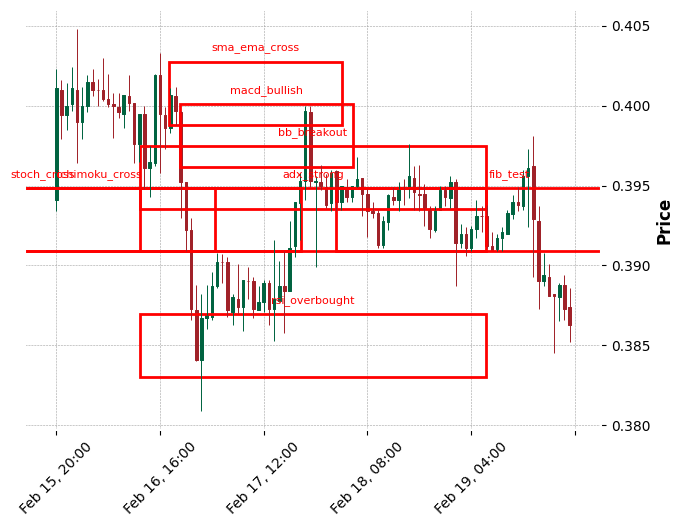 0.405
sma_ema_cross
macd_bullish
0.400
bb_breakout
stoch_cross
ichimoku_cross
adx_strong
fib_test
0.395
Price
0.390
rsi_overbought
0.385
0.380
Feb 15, 20:00
Feb 16, 16:00
Feb 17, 12:00
Feb 18, 08:00
Feb 19, 04:00